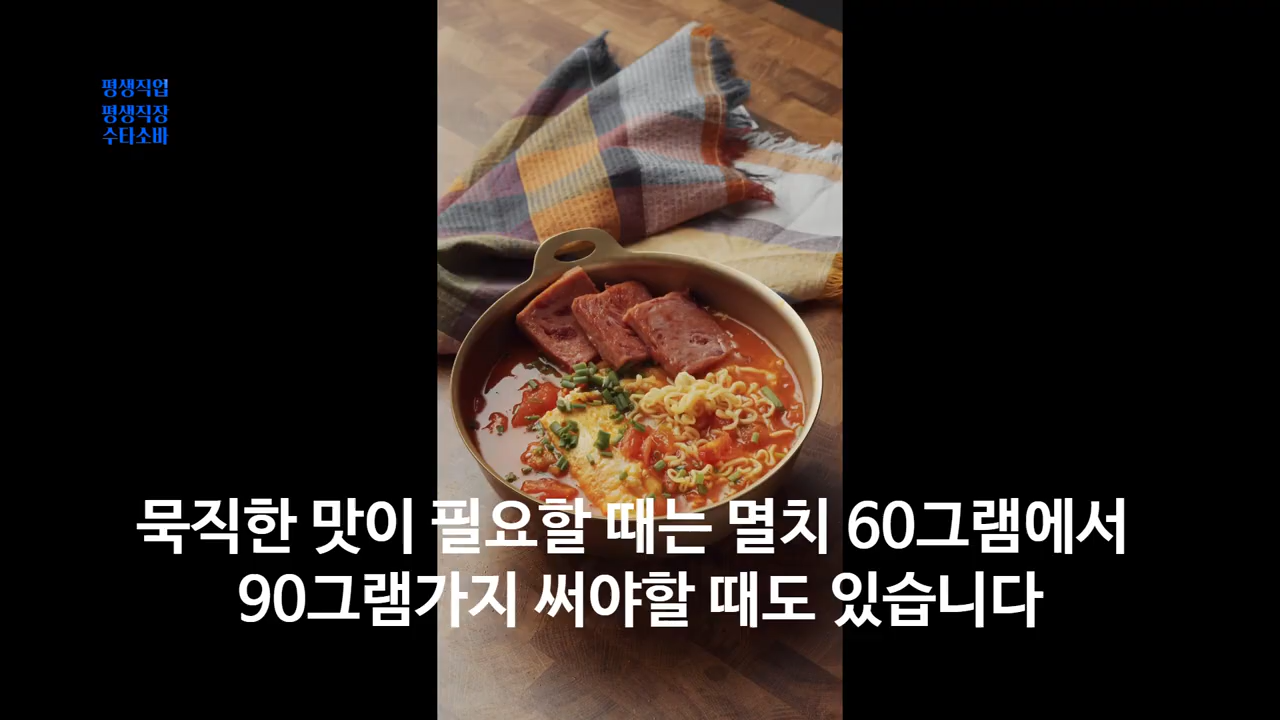 평생직업
평생직장
수타소바
묵직한 맛이 필요할 때는 멸치 60그램에서
90그램가지 써야할 때도 있습니다